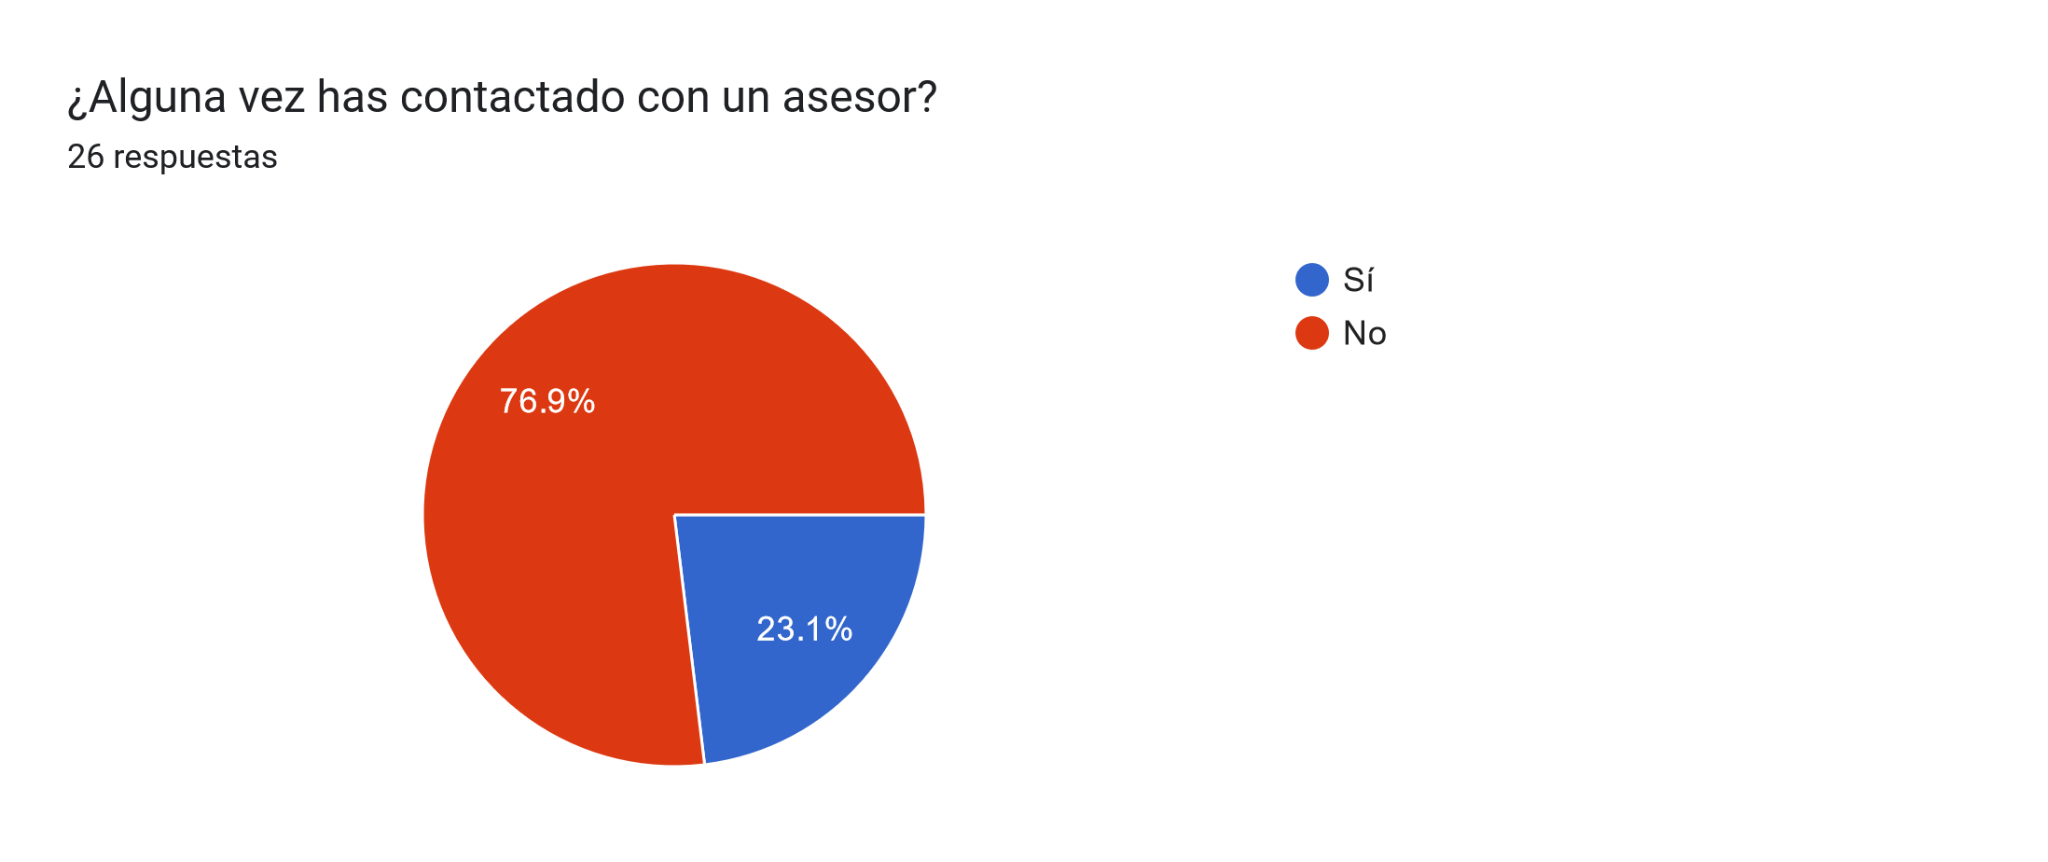 ¿Alguna vez has contactado con un asesor?
26 respuestas
Sí
No
76.9%
23.1%